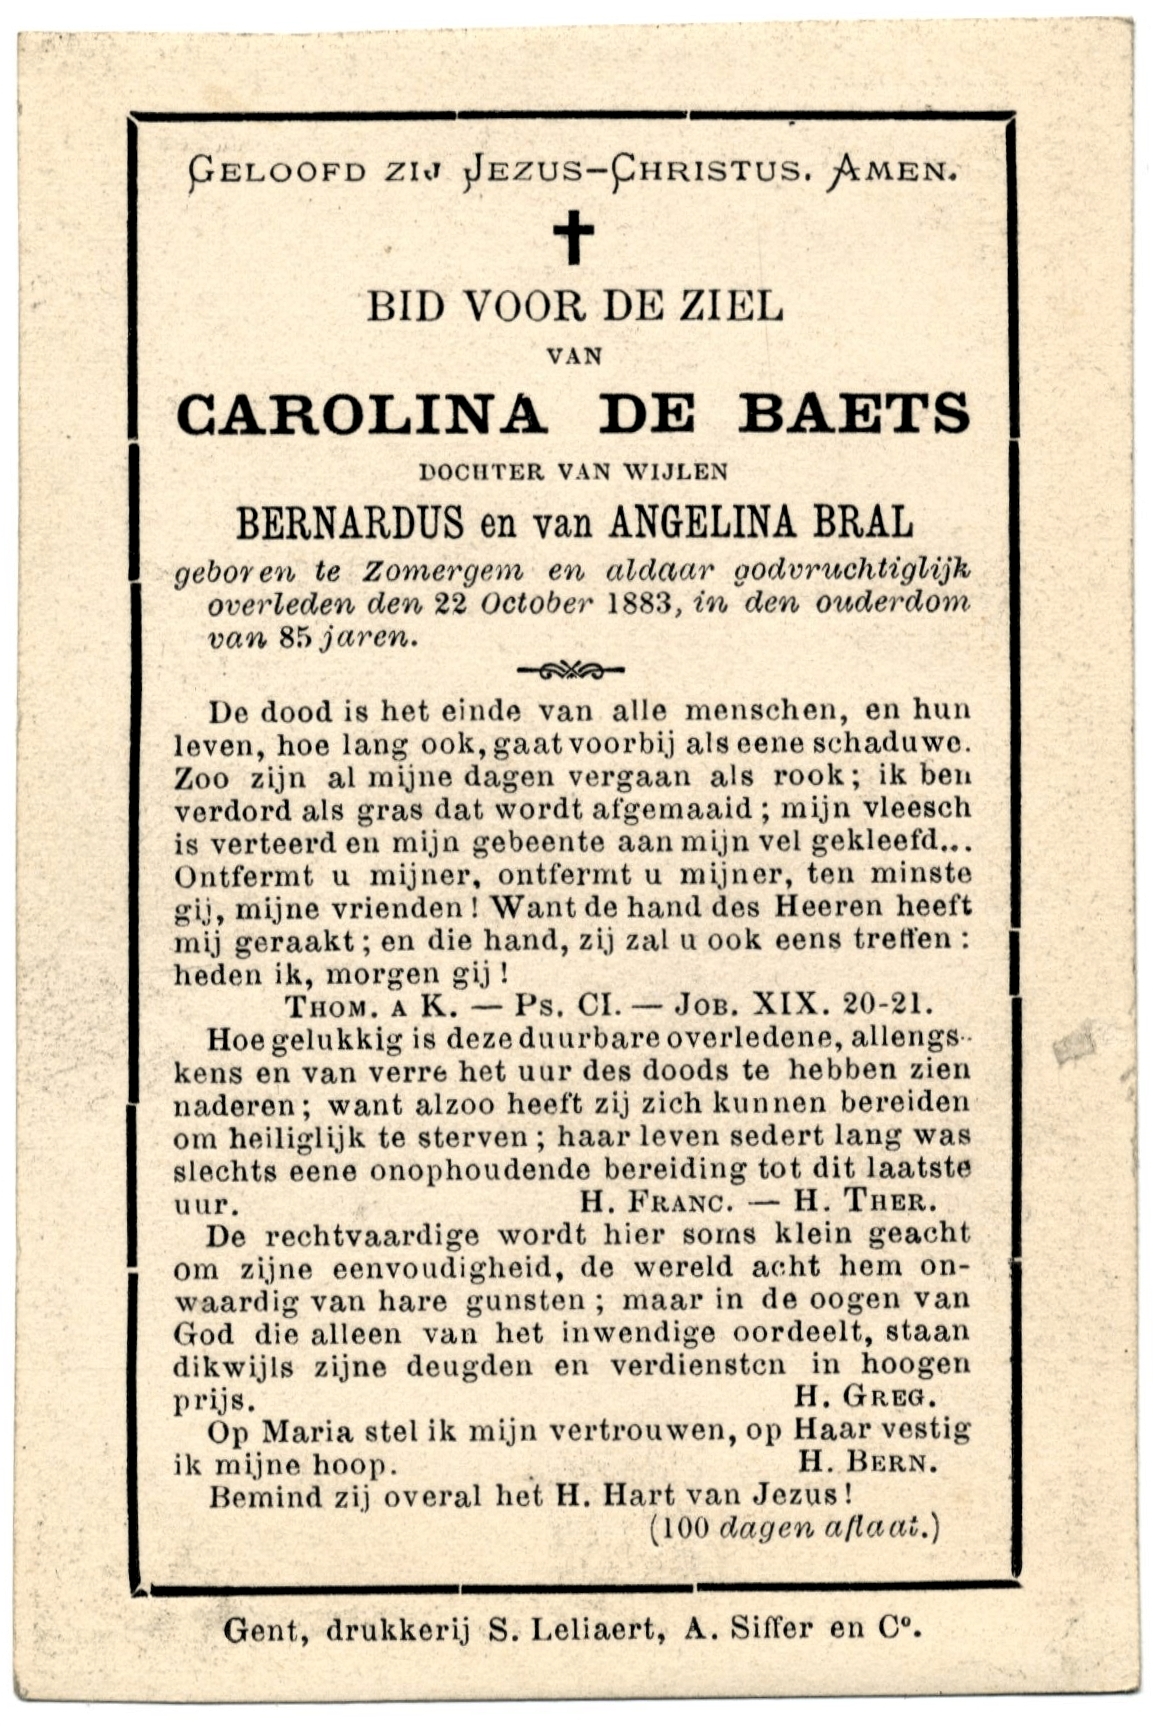 GELOOFD ZIJ JEZUS-CHRISTUS. AMEN.
BID VOOR DE ZIEL
VAN
CAROLINA DE BAETS
DOCHTER VAN WIJLEN
BERNARDUS en van ANGELINA BRAL
geboren te Zomergem en aldaar godvruchtiglijk
overleden den 22 October 1883, in den ouderdom
van 85 jaren.
De dood is het einde van alle menschen, en hun
leven, hoe lang ook, gaat voorbij als eene schaduwe.
Zoo zijn al mijne dagen vergaan als rook; ik ben
verdord als gras dat wordt afgemaaid; mijn vleesch
is verteerd en mijn gebeente aan mijn vel gekleefd...
Ontfermt u mijner, ontfermt u mijner, ten minste
gij, mijne vrienden! Want de hand des Heeren heeft
mij geraakt; en die hand, zij zal u ook eens treffen:
heden ik, morgen gij!
THOM. A K. — PS. CI. — JOB. XIX. 20-21.
Hoe gelukkig is deze duurbare overledene, allengs-
kens en van verre het uur des doods te hebben zien
naderen; want alzoo heeft zij zich kunnen bereiden
om heiliglijk te sterven; haar leven sedert lang was
slechts eene onophoudende bereiding tot dit laatste
uur. H. FRANC. — H. THER.
De rechtvaardige wordt hier soms klein geacht
om zijne eenvoudigheid, de wereld acht hem on-
waardig van hare gunsten; maar in de oogen van
God die alleen van het inwendige oordeelt, staan
dikwijls zijne deugden en verdiensten in hoogen
prijs. H. GREG.
Op Maria stel ik mijn vertrouwen, op Haar vestig
ik mijne hoop. H. BERN.
Bemind zij overal het H. Hart van Jezus!
(100 dagen aflaat.)
Gent, drukkerij S. Leliaert, A. Siffer en Cº.